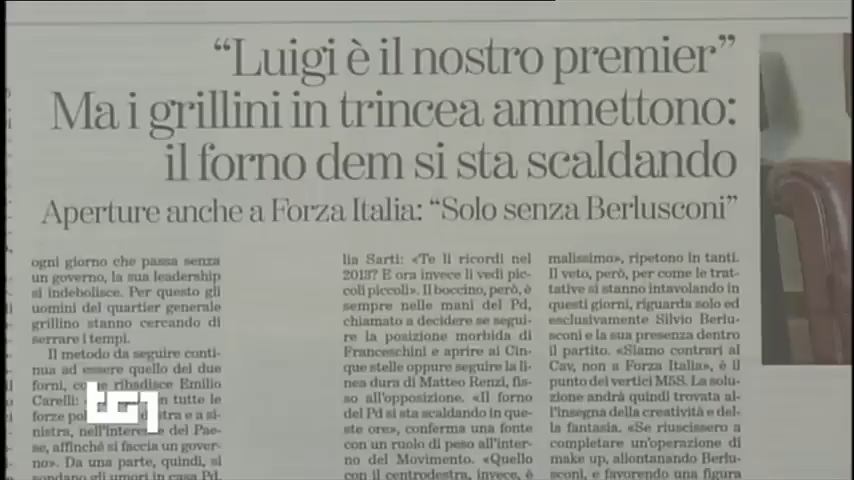 “Luigi è il nostro premier”
Ma i grillini in trincea ammettono:
il forno dem si sta scaldando
Aperture anche a Forza Italia: “Solo senza Berlusconi”
ogni giorno che passa senza
un governo, la sua leadership
si indebolisce. Per questo gli
uomini del quartier generale
grillino stanno cercando di
serrare i tempi.
Il metodo da seguire conti-
nua ad essere quello dei due
forni, ribadisce Emilio
Carelli: in tutte le
forze e a si-
nistra, del Pae-
se, affinché si faccia un gover-
no». Da una parte, quindi, si
sondano gli umori in casa Pd.
lia Sarti: «Te li ricordi nel
2013? E ora invece li vedi pic-
coli piccoli». Il boccino, però, è
sempre nelle mani del Pd,
chiamato a decidere se segui-
re la posizione morbida di
Franceschini e aprire ai Cin-
que stelle oppure seguire la li-
nea dura di Matteo Renzi, fis-
so all'opposizione. «Il forno
del Pd si sta scaldando in que-
ste ore», conferma una fonte
con un ruolo di peso all'inter-
no del Movimento. «Quello
con il centrodestra, invece, è
malissimo», ripetono in tanti.
Il veto, però, per come le trat-
tative si stanno intavolando in
questi giorni, riguarda solo ed
esclusivamente Silvio Berlu-
sconi e la sua presenza dentro
il partito. «Siamo contrari al
Cav, non a Forza Italia», è il
punto dei vertici M5S. La solu-
zione andrà quindi trovata al-
l'insegna della creatività e del-
la fantasia. «Se riuscissero a
completare un'operazione di
make up, allontanando Berlu-
sconi, e favorendo una figura
TG1